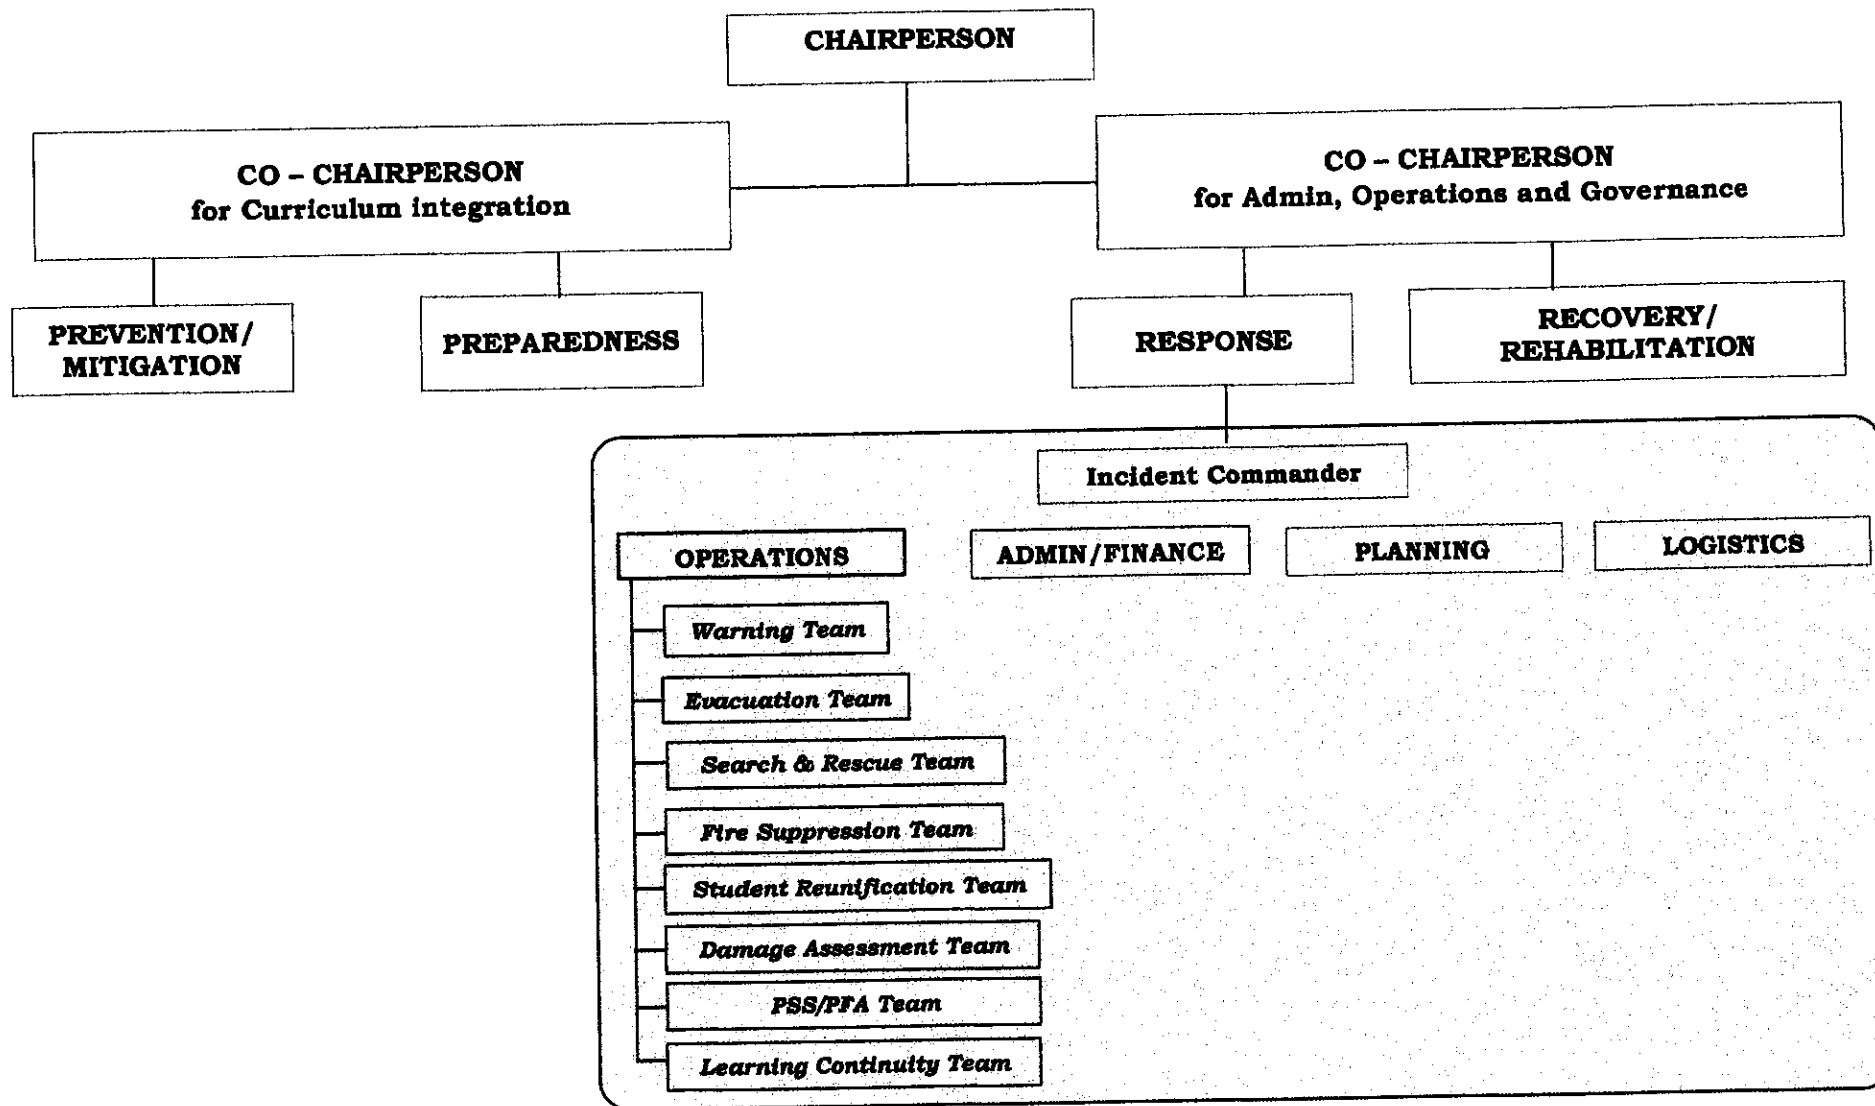 CHAIRPERSON
CO – CHAIRPERSON
for Curriculum integration
CO – CHAIRPERSON
for Admin, Operations and Governance
PREVENTION/
MITIGATION
PREPAREDNESS
RESPONSE
RECOVERY/
REHABILITATION
Incident Commander
OPERATIONS
ADMIN/FINANCE
PLANNING
LOGISTICS
Warning Team
Evacuation Team
Search & Rescue Team
Fire Suppression Team
Student Reunification Team
Damage Assessment Team
PSS/PFA Team
Learning Continuity Team